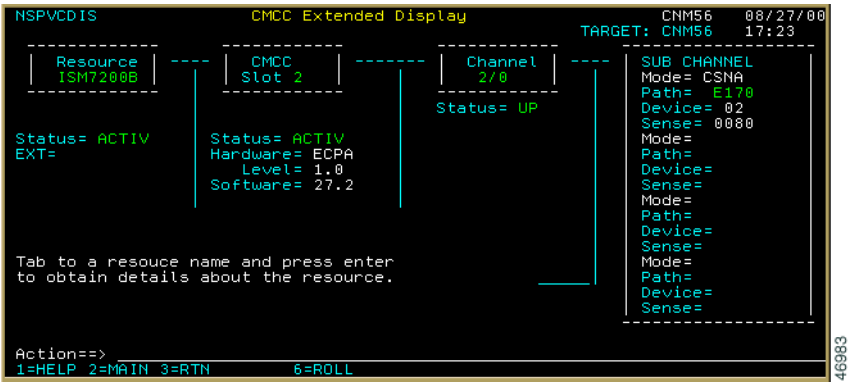 NSPVCDIS CMCC Extended Display CNM56 08/27/00
TARGET: CNM56 17:23
Resource CMCC Channel SUB CHANNEL
ISM7200B Slot 2 2/0 Mode= CSNA
Path= E170
Status= UP Device= 02
Sense= 0080
Status= ACTIV Status= ACTIV Mode=
EXT= Hardware= ECPA Path=
Level= 1.0 Device=
Software= 27.2 Sense=
Mode=
Path=
Device=
Sense=
Tab to a resouce name and press enter Mode=
to obtain details about the resource. Path=
Device=
Sense=
Action==>
1=HELP 2=MAIN 3=RTN 6=ROLL
46983